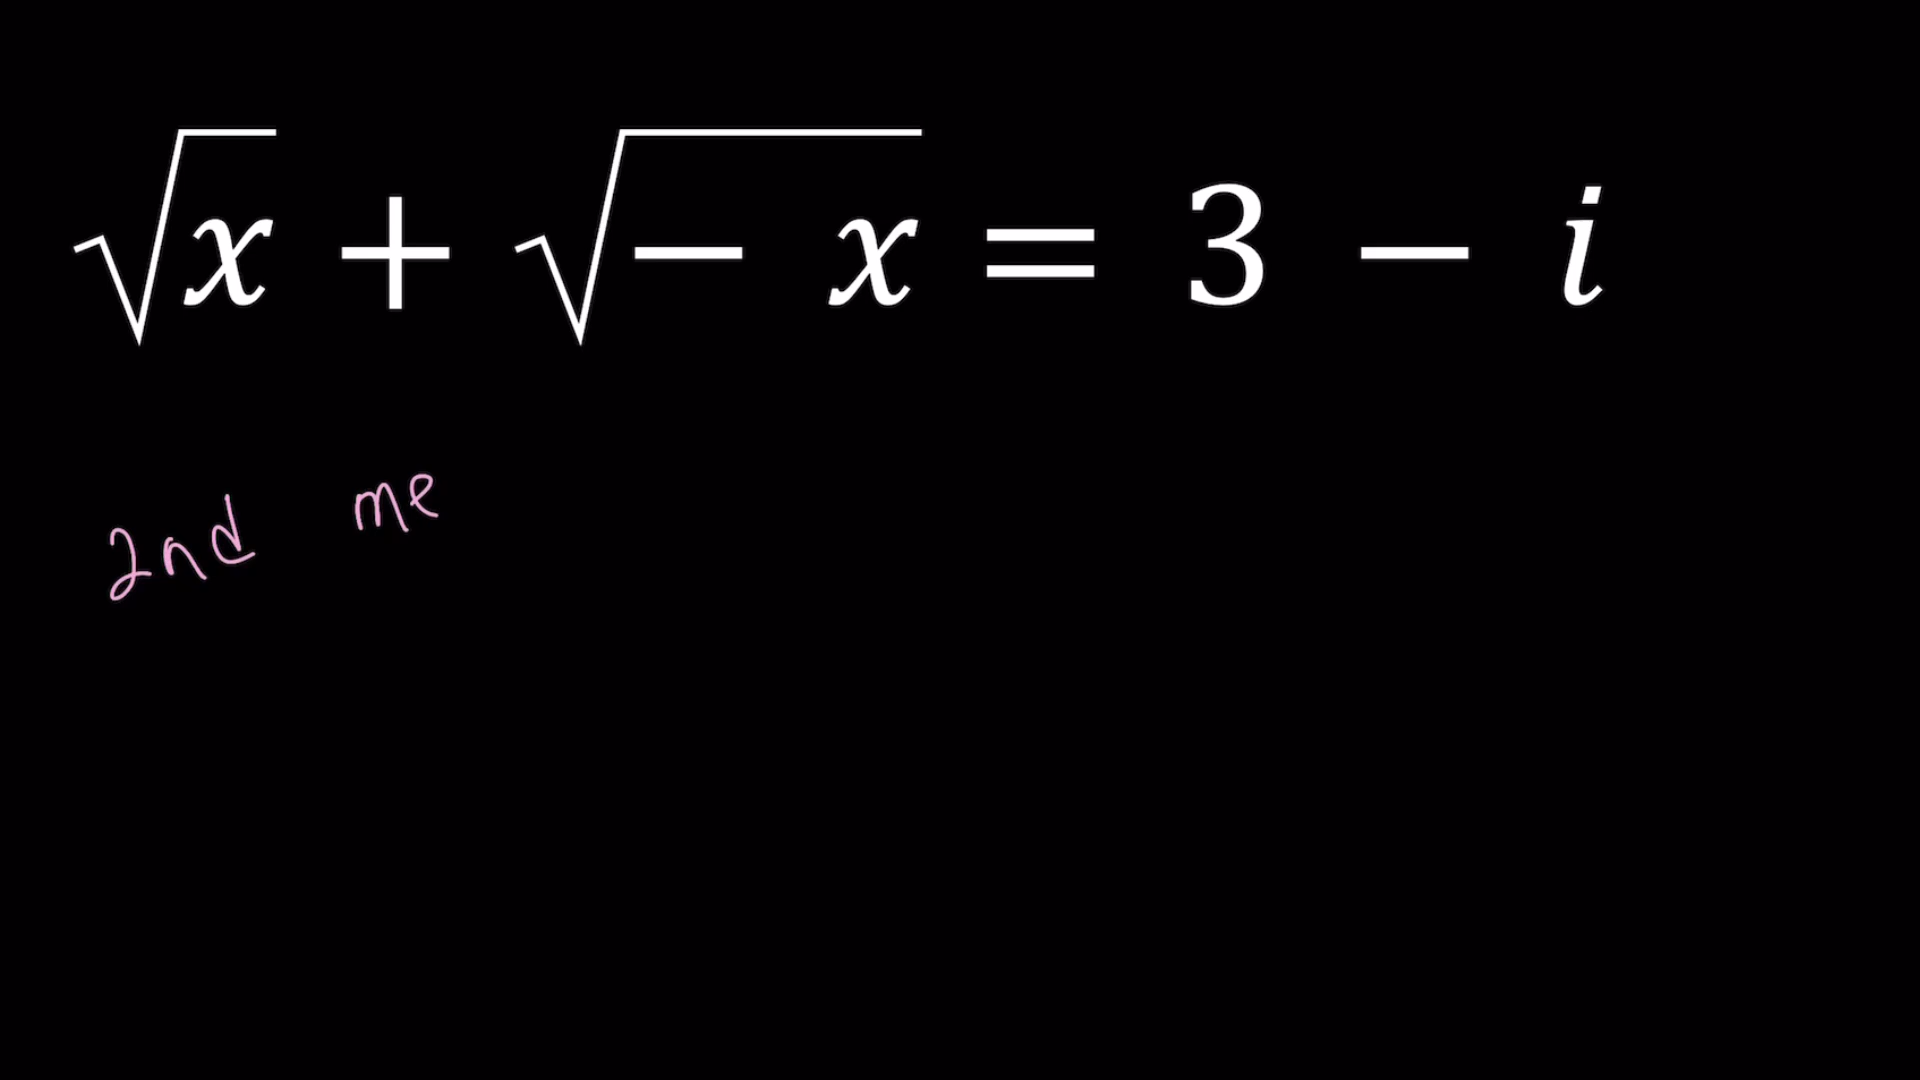 √x + √− x = 3 − i
2nd me